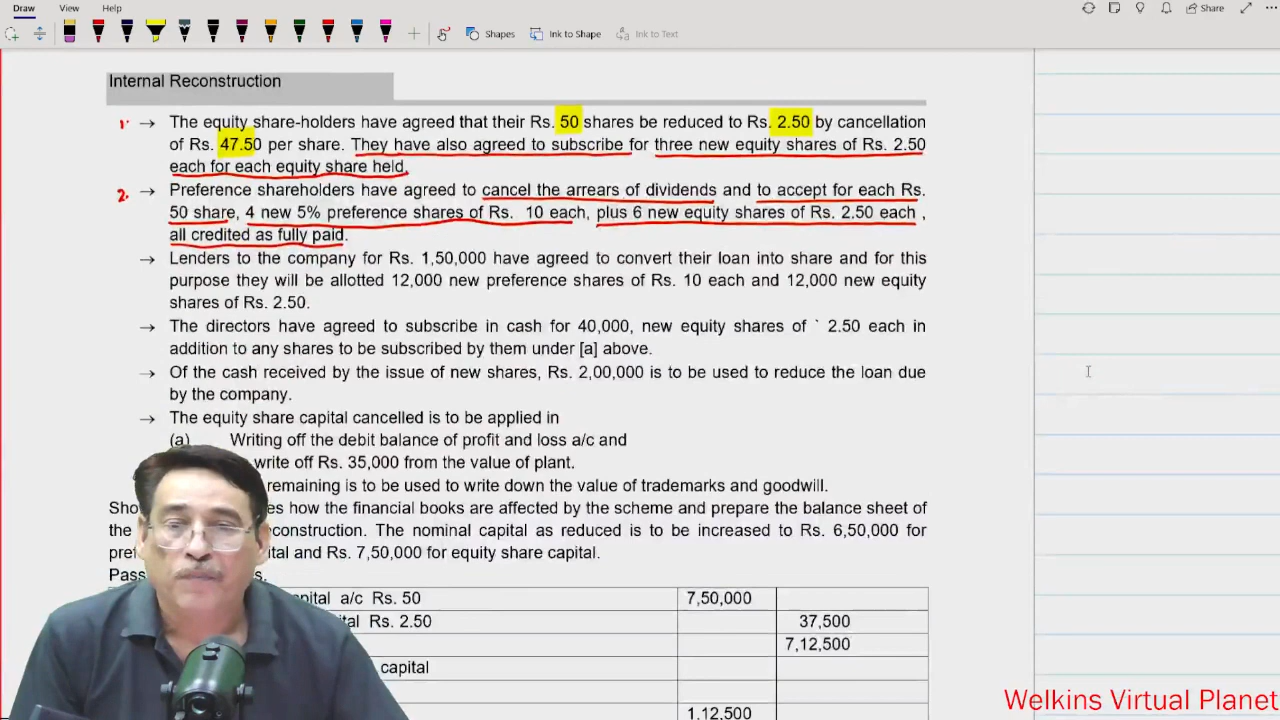 Draw View Help
Shapes Ink to Shape Ink to Text Share
Internal Reconstruction
1. → The equity share-holders have agreed that their Rs. 50 shares be reduced to Rs. 2.50 by cancellation
of Rs. 47.50 per share. They have also agreed to subscribe for three new equity shares of Rs. 2.50
each for each equity share held.
2. → Preference shareholders have agreed to cancel the arrears of dividends and to accept for each Rs.
50 share, 4 new 5% preference shares of Rs. 10 each, plus 6 new equity shares of Rs. 2.50 each ,
all credited as fully paid.
→ Lenders to the company for Rs. 1,50,000 have agreed to convert their loan into share and for this
purpose they will be allotted 12,000 new preference shares of Rs. 10 each and 12,000 new equity
shares of Rs. 2.50.
→ The directors have agreed to subscribe in cash for 40,000, new equity shares of ` 2.50 each in
addition to any shares to be subscribed by them under [a] above.
→ Of the cash received by the issue of new shares, Rs. 2,00,000 is to be used to reduce the loan due
by the company.
→ The equity share capital cancelled is to be applied in
(a) Writing off the debit balance of profit and loss a/c and
write off Rs. 35,000 from the value of plant.
remaining is to be used to write down the value of trademarks and goodwill.
how the financial books are affected by the scheme and prepare the balance sheet of
the The nominal capital as reduced is to be increased to Rs. 6,50,000 for
and Rs. 7,50,000 for equity share capital.
Pass
a/c Rs. 50 7,50,000
Rs. 2.50 37,500
7,12,500
capital
1,12,500
Welkins Virtual Planet